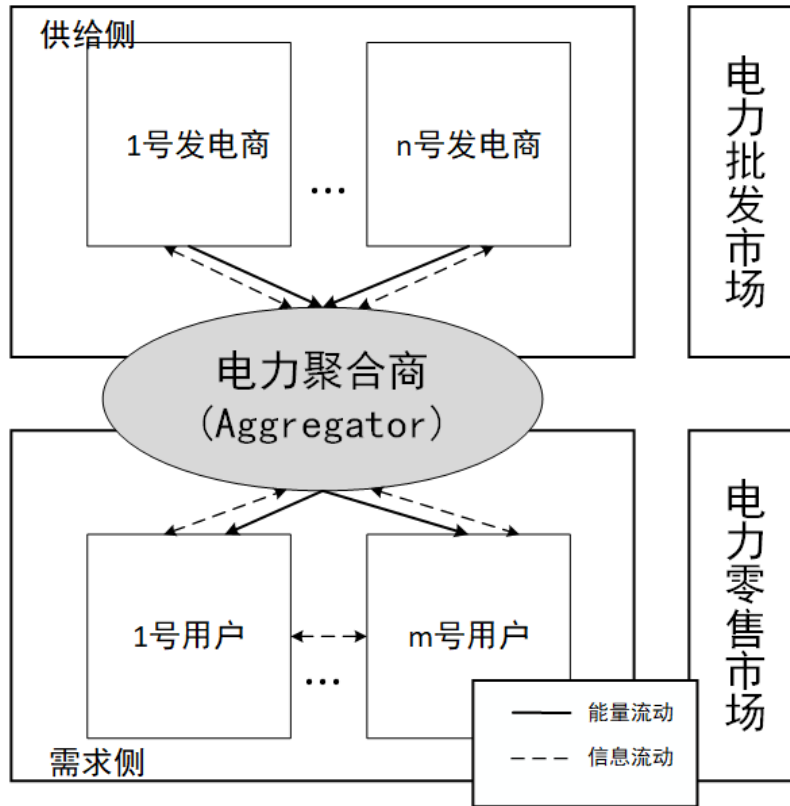 供给侧
1号发电商
n号发电商
...
电力批发市场
电力聚合商
(Aggregator)
1号用户
m号用户
...
电力零售市场
需求侧
能量流动
信息流动